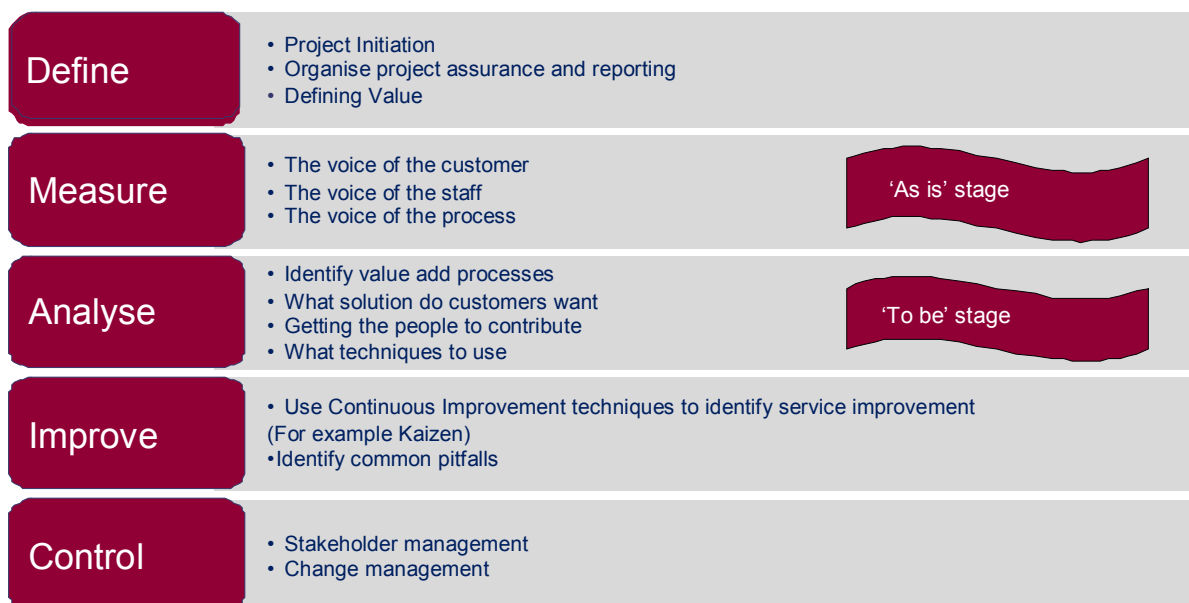 Define
• Project Initiation
• Organise project assurance and reporting
• Defining Value
Measure
• The voice of the customer
• The voice of the staff
• The voice of the process
‘As is’ stage
Analyse
• Identify value add processes
• What solution do customers want
• Getting the people to contribute
• What techniques to use
‘To be’ stage
Improve
• Use Continuous Improvement techniques to identify service improvement
(For example Kaizen)
•Identify common pitfalls
Control
• Stakeholder management
• Change management